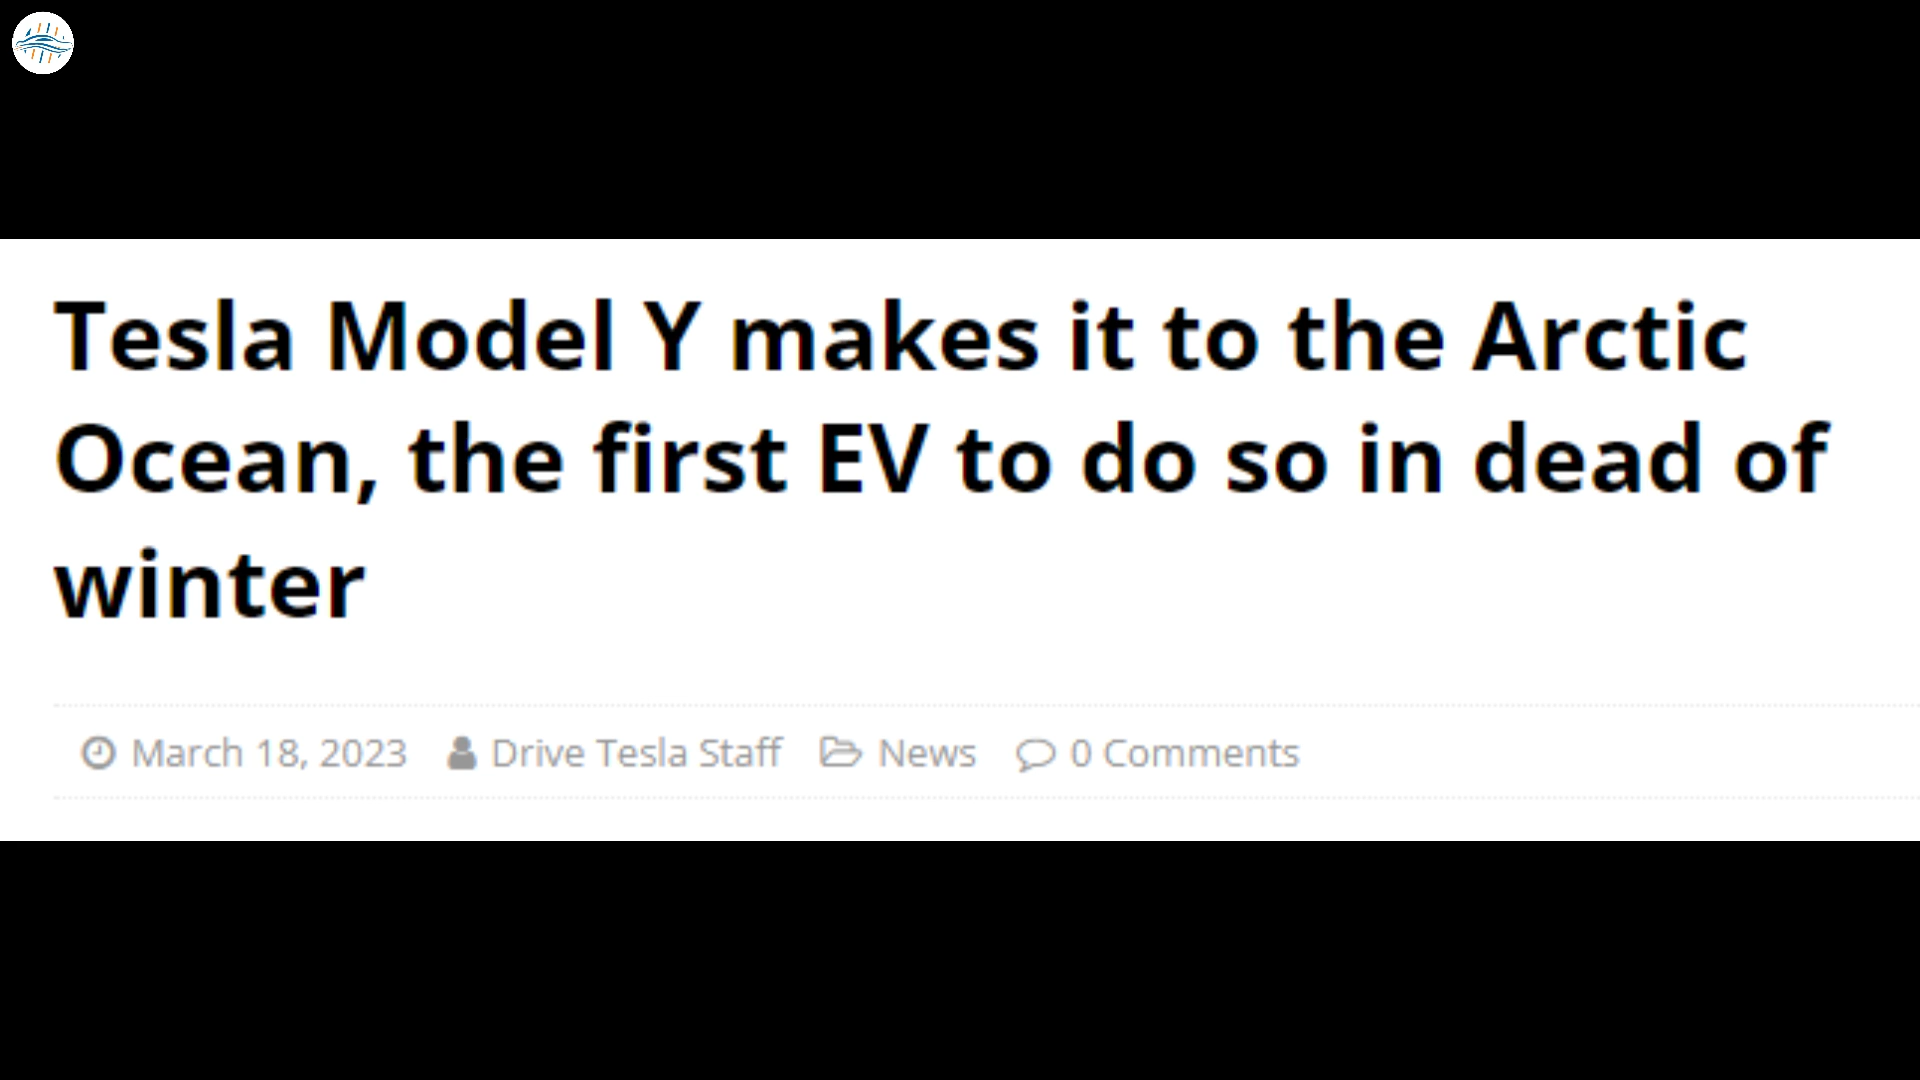 Tesla Model Y makes it to the Arctic
Ocean, the first EV to do so in dead of
winter
March 18, 2023 Drive Tesla Staff News 0 Comments